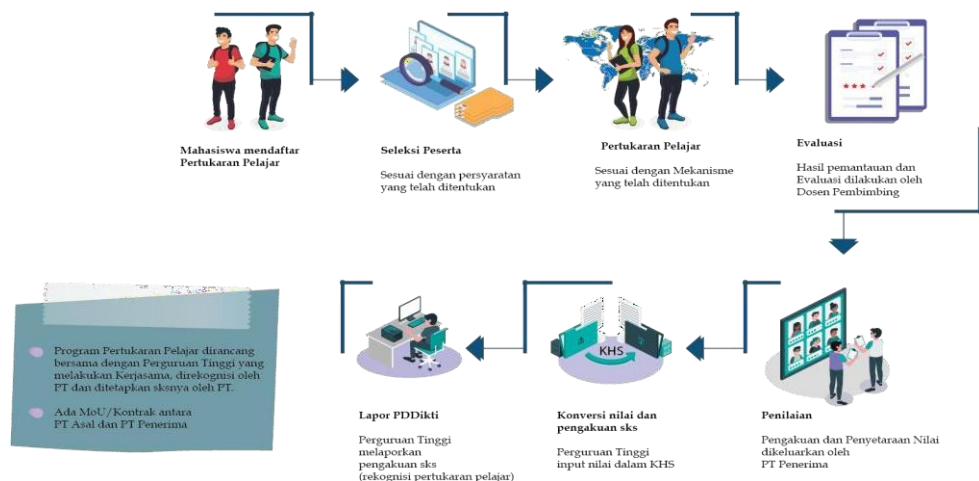 Mahasiswa mendaftar
Pertukaran Pelajar
Seleksi Peserta
Sesuai dengan persyaratan
yang telah ditentukan
Pertukaran Pelajar
Sesuai dengan Mekanisme
yang telah ditentukan
Evaluasi
Hasil pemantauan dan
Evaluasi dilakukan oleh
Dosen Pembimbing
Program Pertukaran Pelajar dirancang
bersama dengan Perguruan Tinggi yang
melakukan Kerjasama, direkognisi oleh
PT dan ditetapkan sksnya oleh PT.
Ada MoU/Kontrak antara
PT Asal dan PT Penerima
Lapor PDDikti
Perguruan Tinggi
melaporkan
pengakuan sks
(rekognisi pertukaran pelajar)
KHS
Konversi nilai dan
pengakuan sks
Perguruan Tinggi
input nilai dalam KHS
Penilaian
Pengakuan dan Penyetaraan Nilai
dikeluarkan oleh
PT Penerima